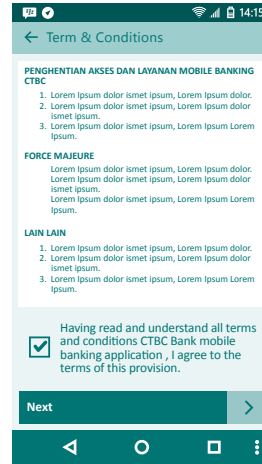 14:15
Term & Conditions
PENGHENTIAN AKSES DAN LAYANAN MOBILE BANKING
CTBC
1. Lorem Ipsum dolor ismet ipsum, Lorem Ipsum dolor.
2. Lorem Ipsum dolor ismet ipsum, Lorem Ipsum dolor
ismet ipsum.
3. Lorem Ipsum dolor ismet ipsum, Lorem Ipsum Lorem
Ipsum.
FORCE MAJEURE
Lorem Ipsum dolor ismet ipsum, Lorem Ipsum dolor.
Lorem Ipsum dolor ismet ipsum, Lorem Ipsum dolor
ismet ipsum.
Lorem Ipsum dolor ismet ipsum, Lorem Ipsum Lorem
Ipsum.
LAIN LAIN
1. Lorem Ipsum dolor ismet ipsum, Lorem Ipsum dolor.
2. Lorem Ipsum dolor ismet ipsum, Lorem Ipsum dolor
ismet ipsum.
3. Lorem Ipsum dolor ismet ipsum, Lorem Ipsum Lorem
Ipsum.
Having read and understand all terms
and conditions CTBC Bank mobile
banking application , I agree to the
terms of this provision.
Next